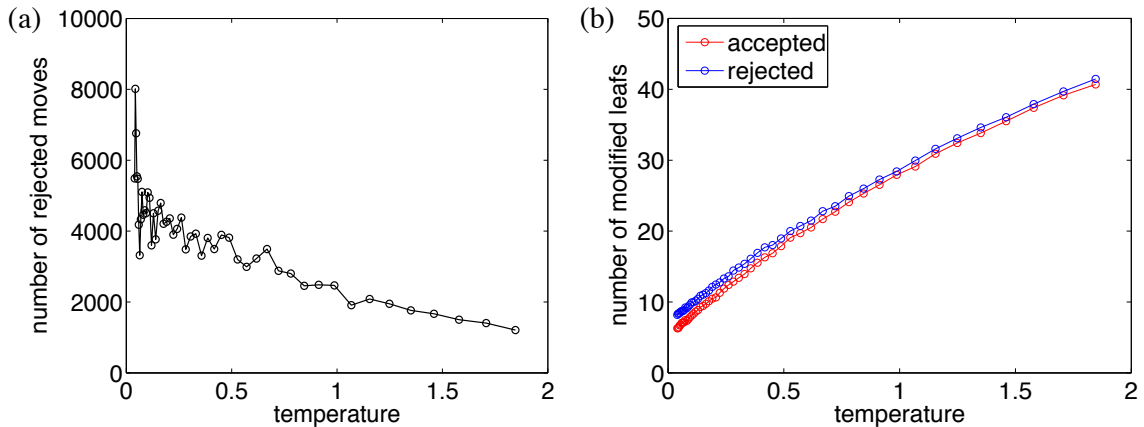 (a)
number of rejected moves
10000
8000
6000
4000
2000
0
0 0.5 1 1.5 2
temperature
(b)
number of modified leafs
50
40
30
20
10
0
accepted
rejected
0 0.5 1 1.5 2
temperature